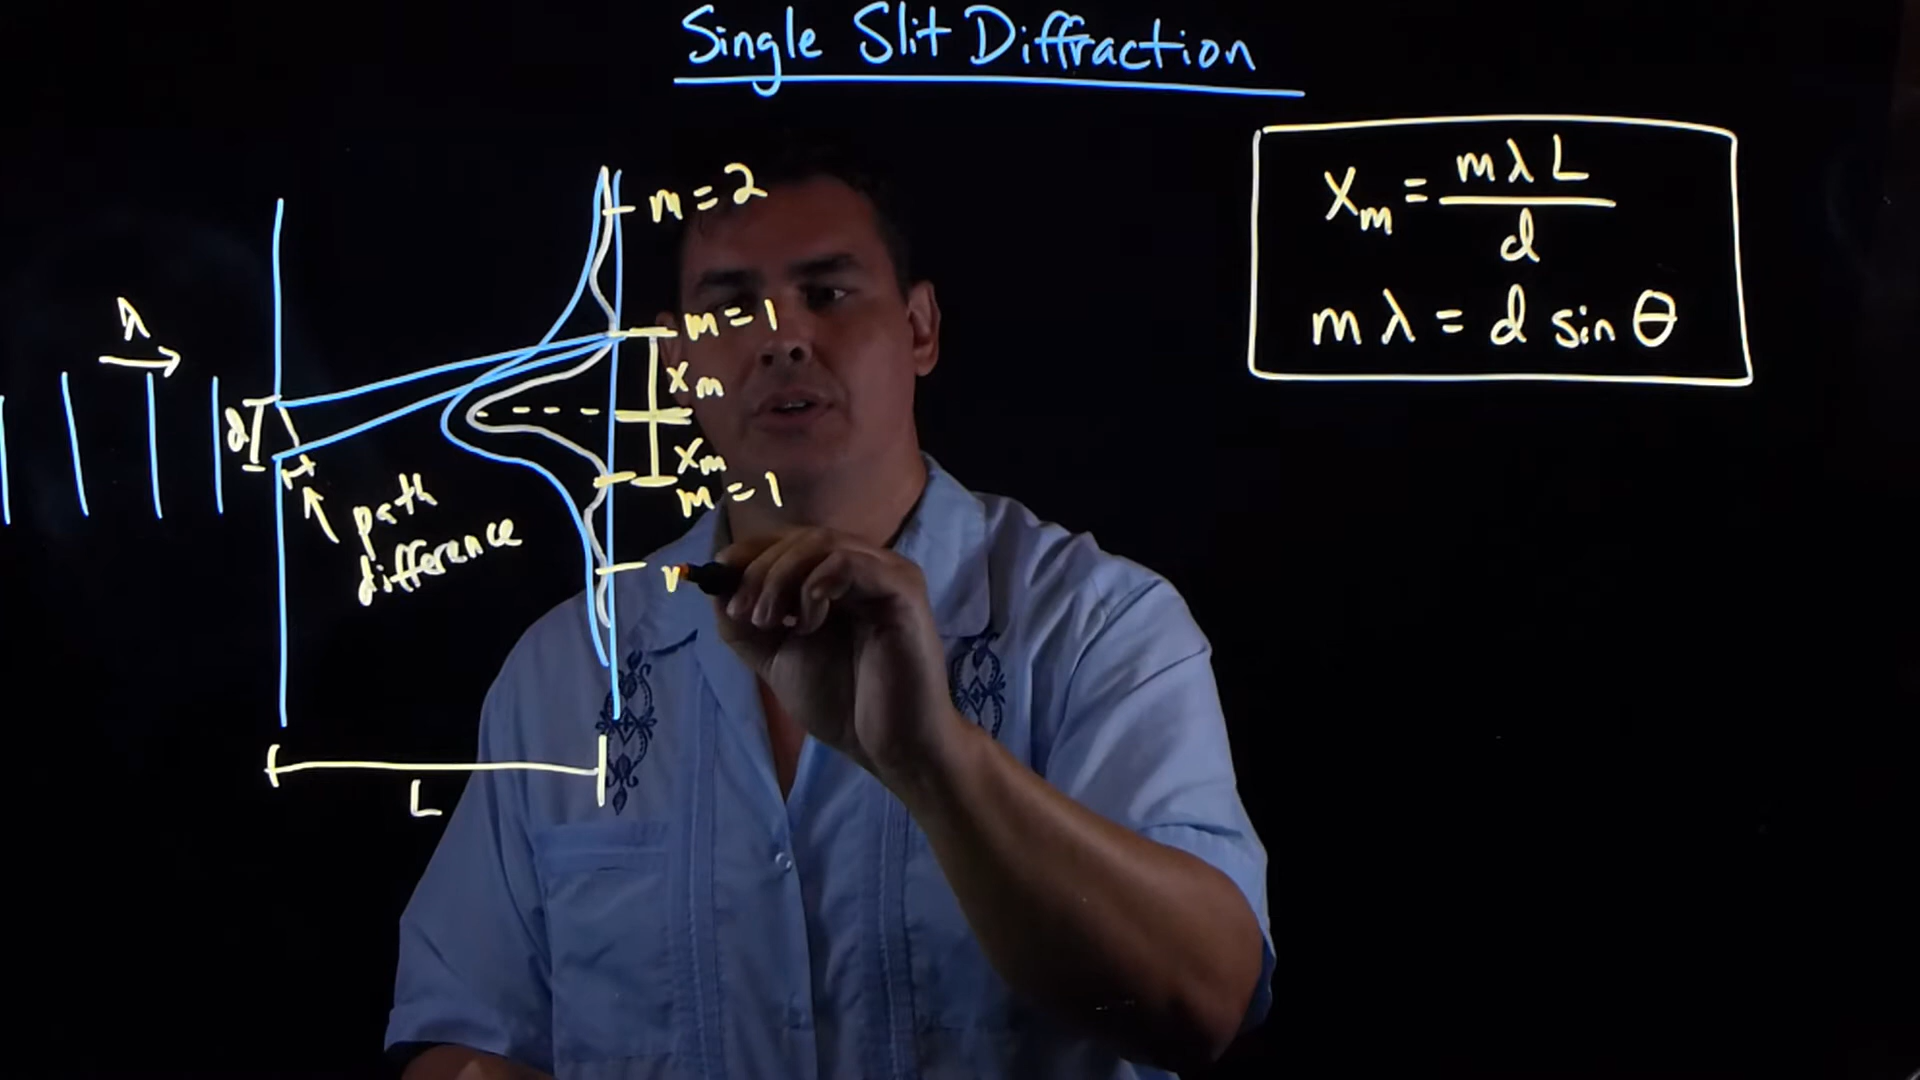 Single Slit Diffraction
m = 2
m = 1
xm
xm
m = 1
λ
d
path
difference
L
Xm = mλL
d
mλ = d sin θ